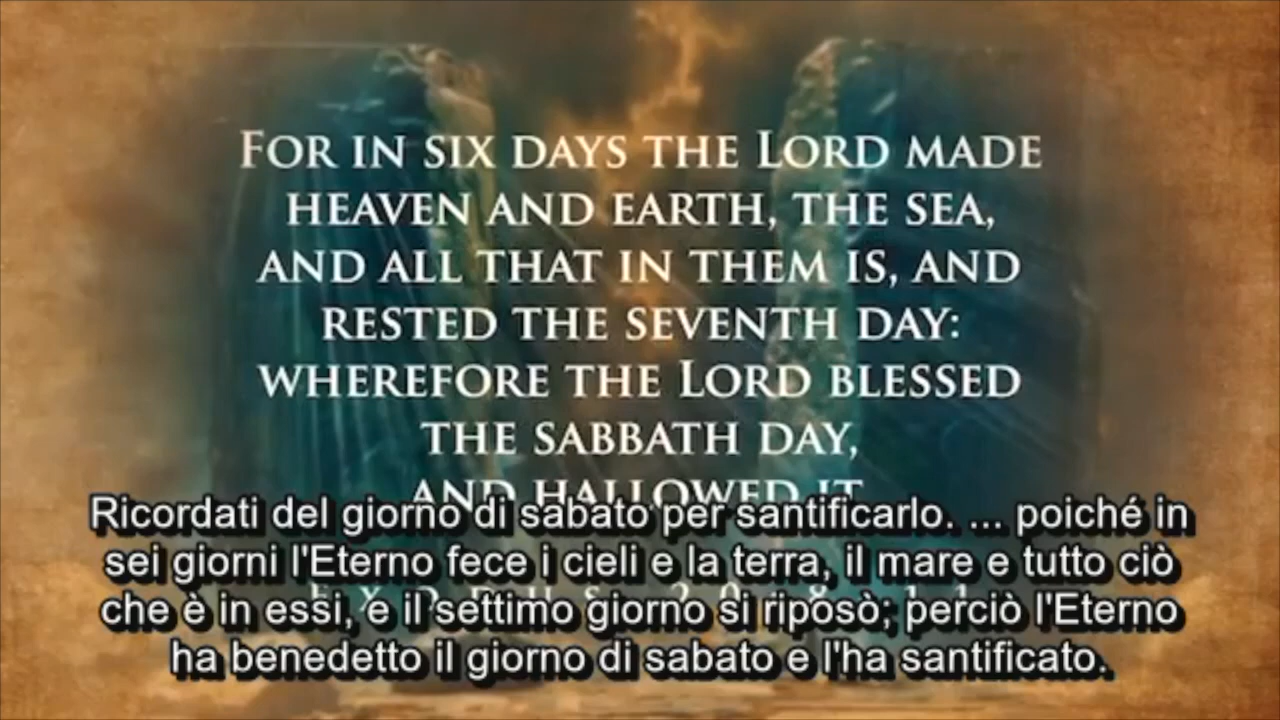 FOR IN SIX DAYS THE LORD MADE
HEAVEN AND EARTH, THE SEA,
AND ALL THAT IN THEM IS, AND
RESTED THE SEVENTH DAY:
WHEREFORE THE LORD BLESSED
THE SABBATH DAY,
AND HALLOWED IT
Ricordati del giorno di sabato per santificarlo. ... poiché in
sei giorni l'Eterno fece i cieli e la terra, il mare e tutto ciò
che è in essi, e il settimo giorno si riposò; perciò l'Eterno
ha benedetto il giorno di sabato e l'ha santificato.